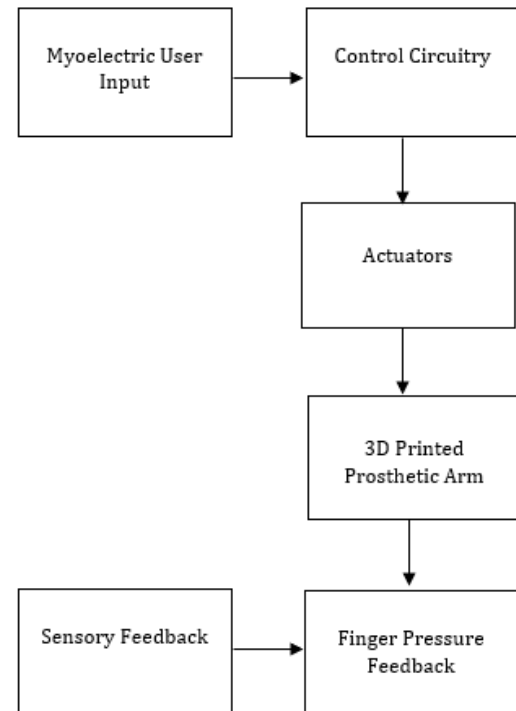 Myoelectric User
Input
Control Circuitry
Actuators
3D Printed
Prosthetic Arm
Sensory Feedback
Finger Pressure
Feedback